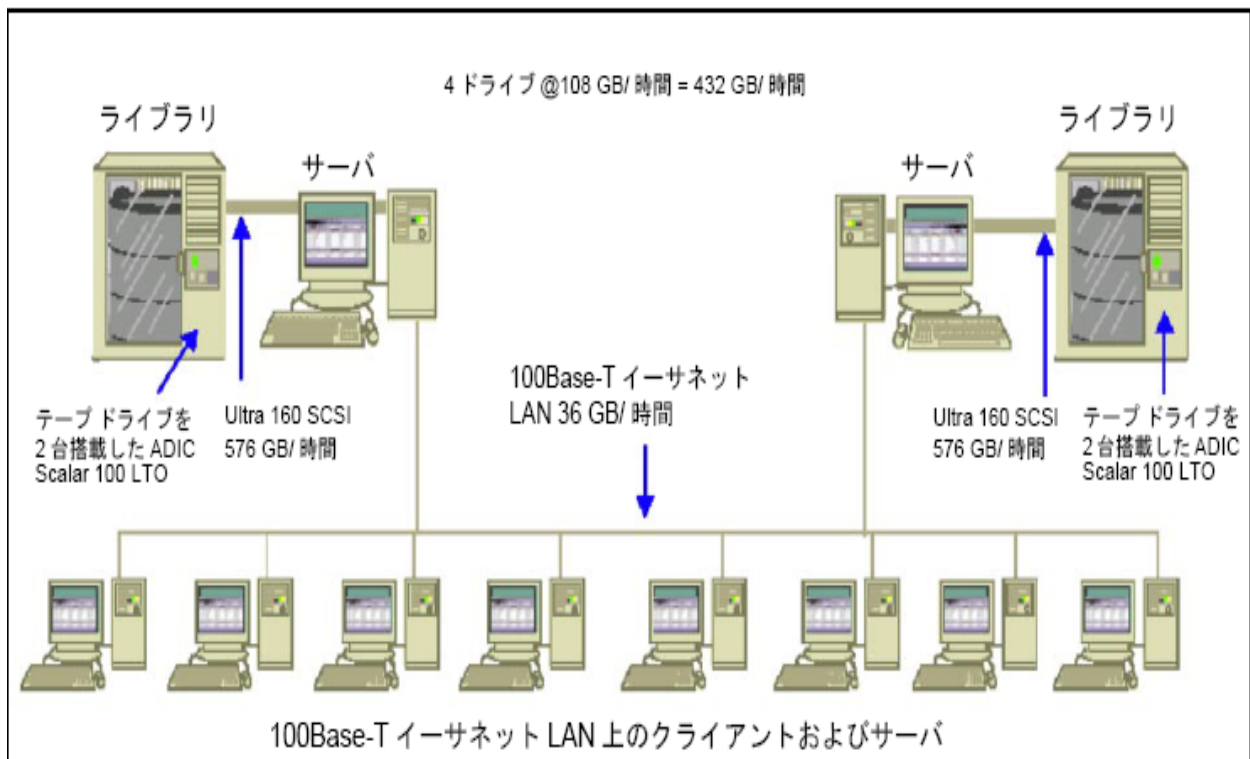 4 ドライブ @108 GB/ 時間 = 432 GB/ 時間
ライブラリ
サーバ
サーバ
ライブラリ
テープ ドライブを
2 台搭載した ADIC
Scalar 100 LTO
Ultra 160 SCSI
576 GB/ 時間
100Base-T イーサネット
LAN 36 GB/ 時間
Ultra 160 SCSI
576 GB/ 時間
テープ ドライブを
2 台搭載した ADIC
Scalar 100 LTO
100Base-T イーサネット LAN 上のクライアントおよびサーバ